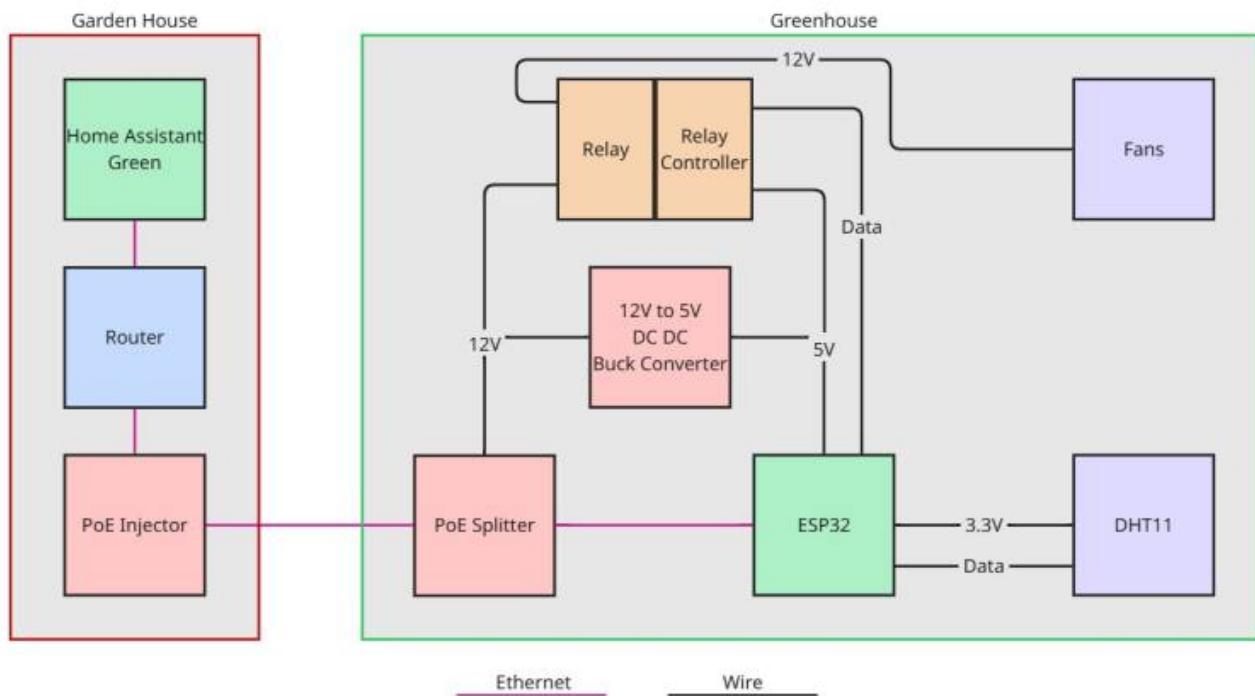 Garden House
Greenhouse
Home Assistant
Green
Router
PoE Injector
12V
Relay
Relay
Controller
Fans
Data
12V to 5V
DC DC
Buck Converter
12V
5V
PoE Splitter
ESP32
3.3V
Data
DHT11
Ethernet
Wire